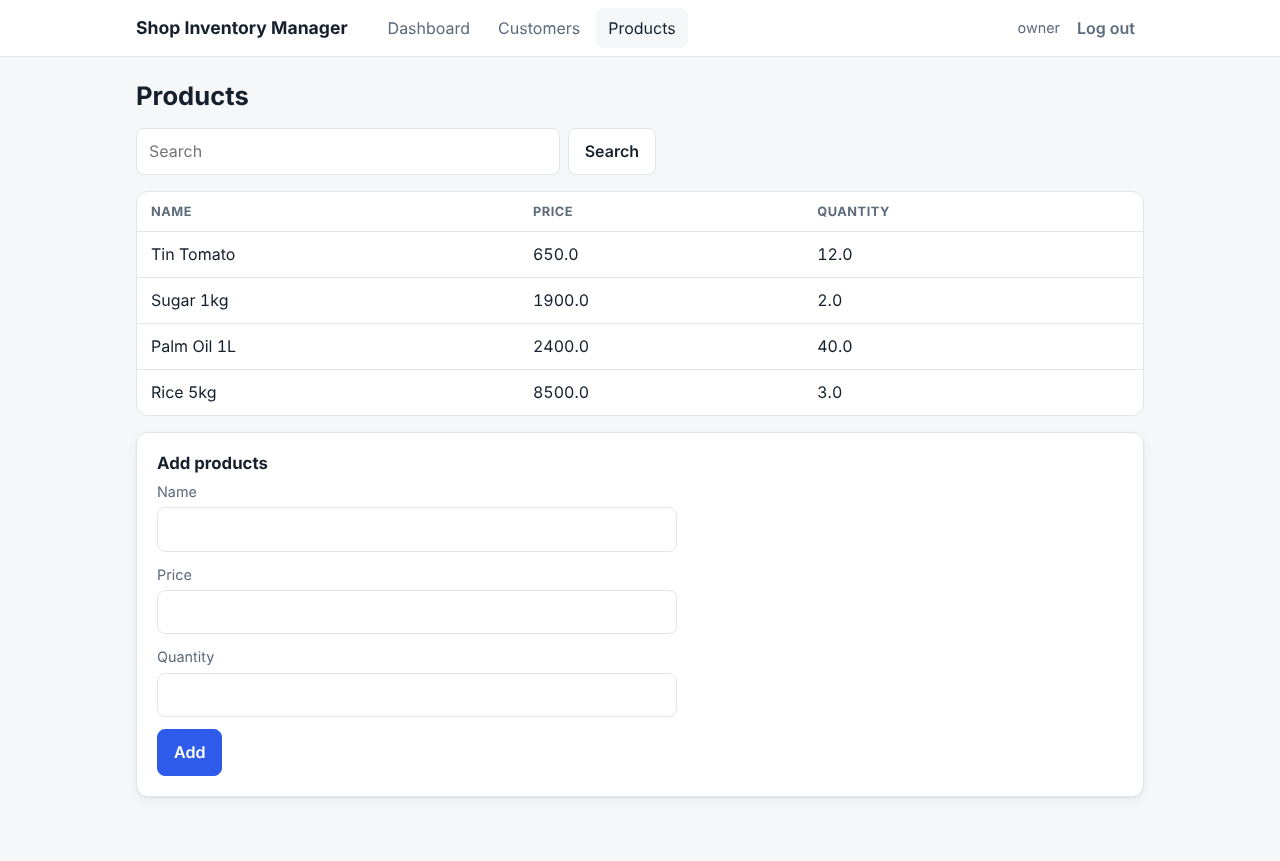 Shop Inventory Manager Dashboard Customers Products owner Log out
Products
Search Search
NAME PRICE QUANTITY
Tin Tomato 650.0 12.0
Sugar 1kg 1900.0 2.0
Palm Oil 1L 2400.0 40.0
Rice 5kg 8500.0 3.0
Add products
Name
Price
Quantity
Add